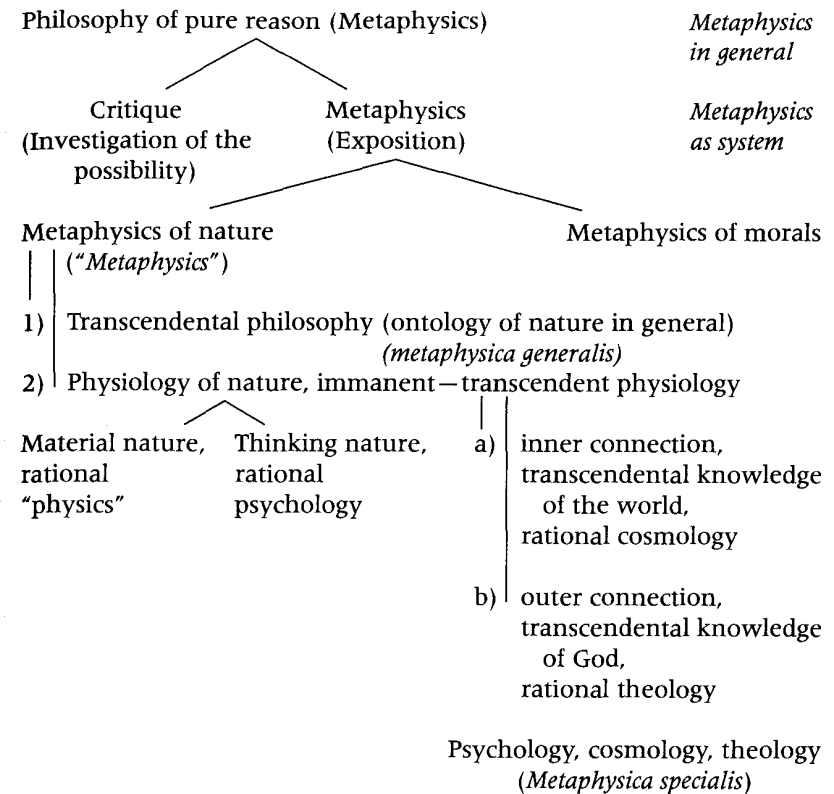 Philosophy of pure reason (Metaphysics)
Metaphysics
in general
Critique
(Investigation of the
possibility)
Metaphysics
(Exposition)
Metaphysics
as system
Metaphysics of nature
("Metaphysics")
Metaphysics of morals
1) Transcendental philosophy (ontology of nature in general)
(metaphysica generalis)
2) Physiology of nature, immanent—transcendent physiology
Material nature,
rational
"physics"
Thinking nature,
rational
psychology
a) inner connection,
transcendental knowledge
of the world,
rational cosmology
b) outer connection,
transcendental knowledge
of God,
rational theology
Psychology, cosmology, theology
(Metaphysica specialis)